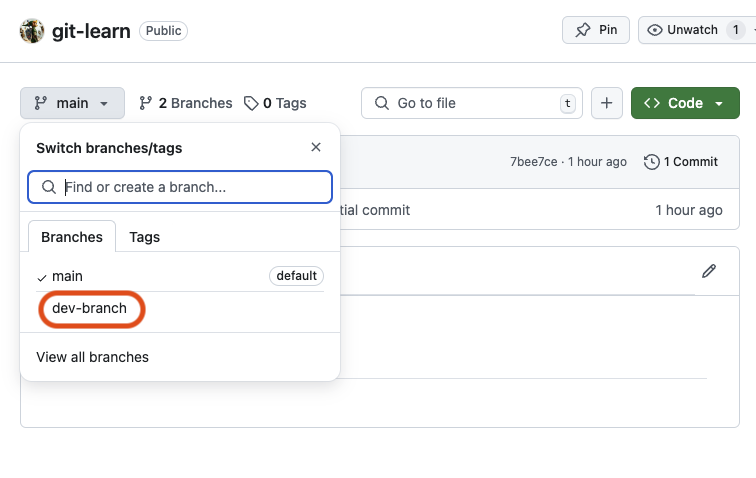 git-learn Public Pin Unwatch 1
main 2 Branches 0 Tags Go to file t + Code
Switch branches/tags
7bee7ce · 1 hour ago 1 Commit
Find or create a branch...
tial commit 1 hour ago
Branches Tags
main default
dev-branch
View all branches